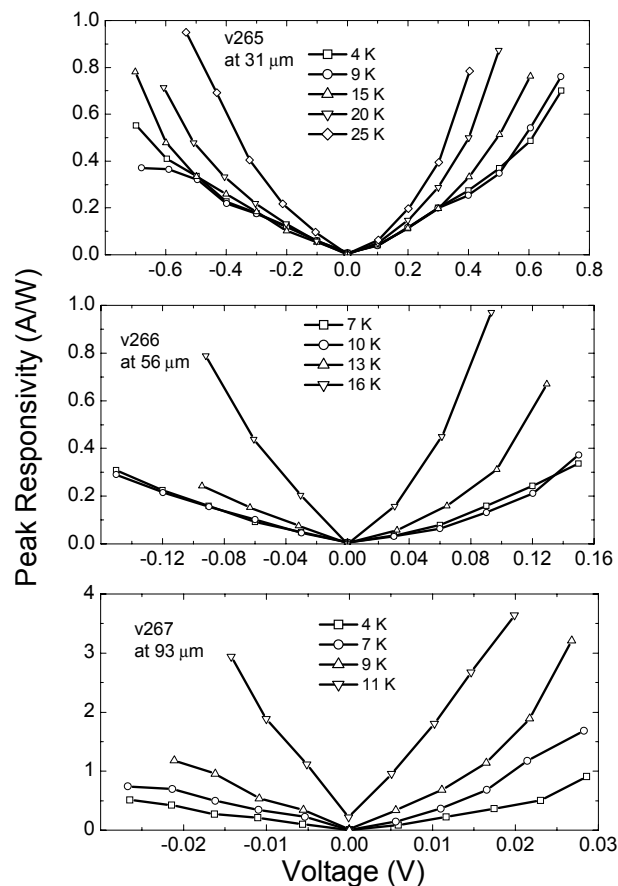 Peak Responsivity (A/W)
1.0
0.8
0.6
0.4
0.2
0.0
v265
at 31 μm
4 K
9 K
15 K
20 K
25 K
-0.6 -0.4 -0.2 0.0 0.2 0.4 0.6 0.8
1.0
0.8
0.6
0.4
0.2
0.0
v266
at 56 μm
7 K
10 K
13 K
16 K
-0.12 -0.08 -0.04 0.00 0.04 0.08 0.12 0.16
4
3
2
1
0
v267
at 93 μm
4 K
7 K
9 K
11 K
-0.02 -0.01 0.00 0.01 0.02 0.03
Voltage (V)